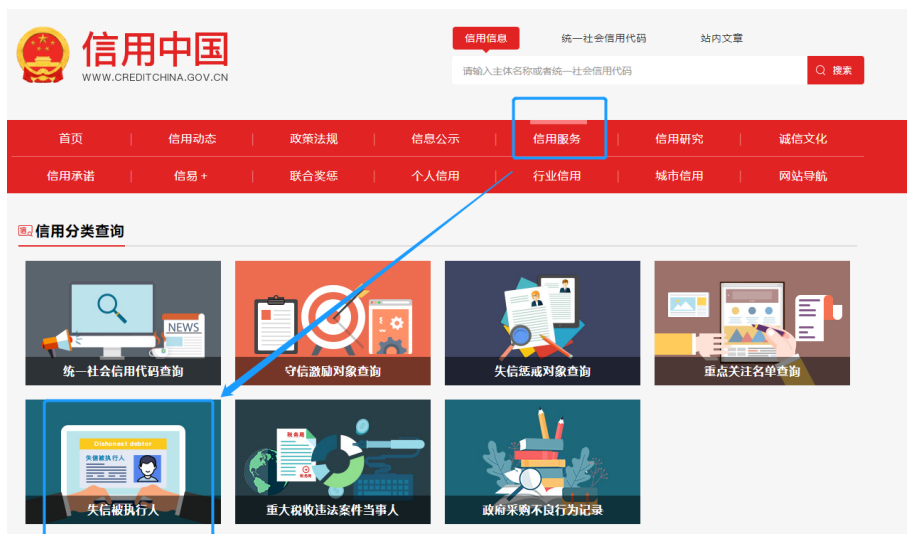 信用中国
WWW.CREDITCHINA.GOV.CN
信用信息 统一社会信用代码 站内文章
请输入主体名称或者统一社会信用代码 搜索
首页 信用动态 政策法规 信息公示 信用服务 信用研究 诚信文化
信用承诺 信易+ 联合奖惩 个人信用 行业信用 城市信用 网站导航
信用分类查询
NEWS
统一社会信用代码查询 守信激励对象查询 失信惩戒对象查询 重点关注名单查询
Dishonest debtor
失信被执行人
税务局
失信被执行人 重大税收违法案件当事人 政府采购不良行为记录